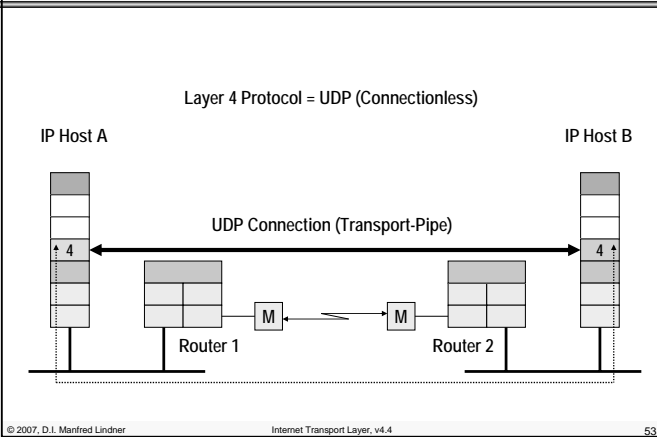 Layer 4 Protocol = UDP (Connectionless)
IP Host A
IP Host B
UDP Connection (Transport-Pipe)
4
4
M
M
Router 1
Router 2
© 2007, D.I. Manfred Lindner
Internet Transport Layer, v4.4
53